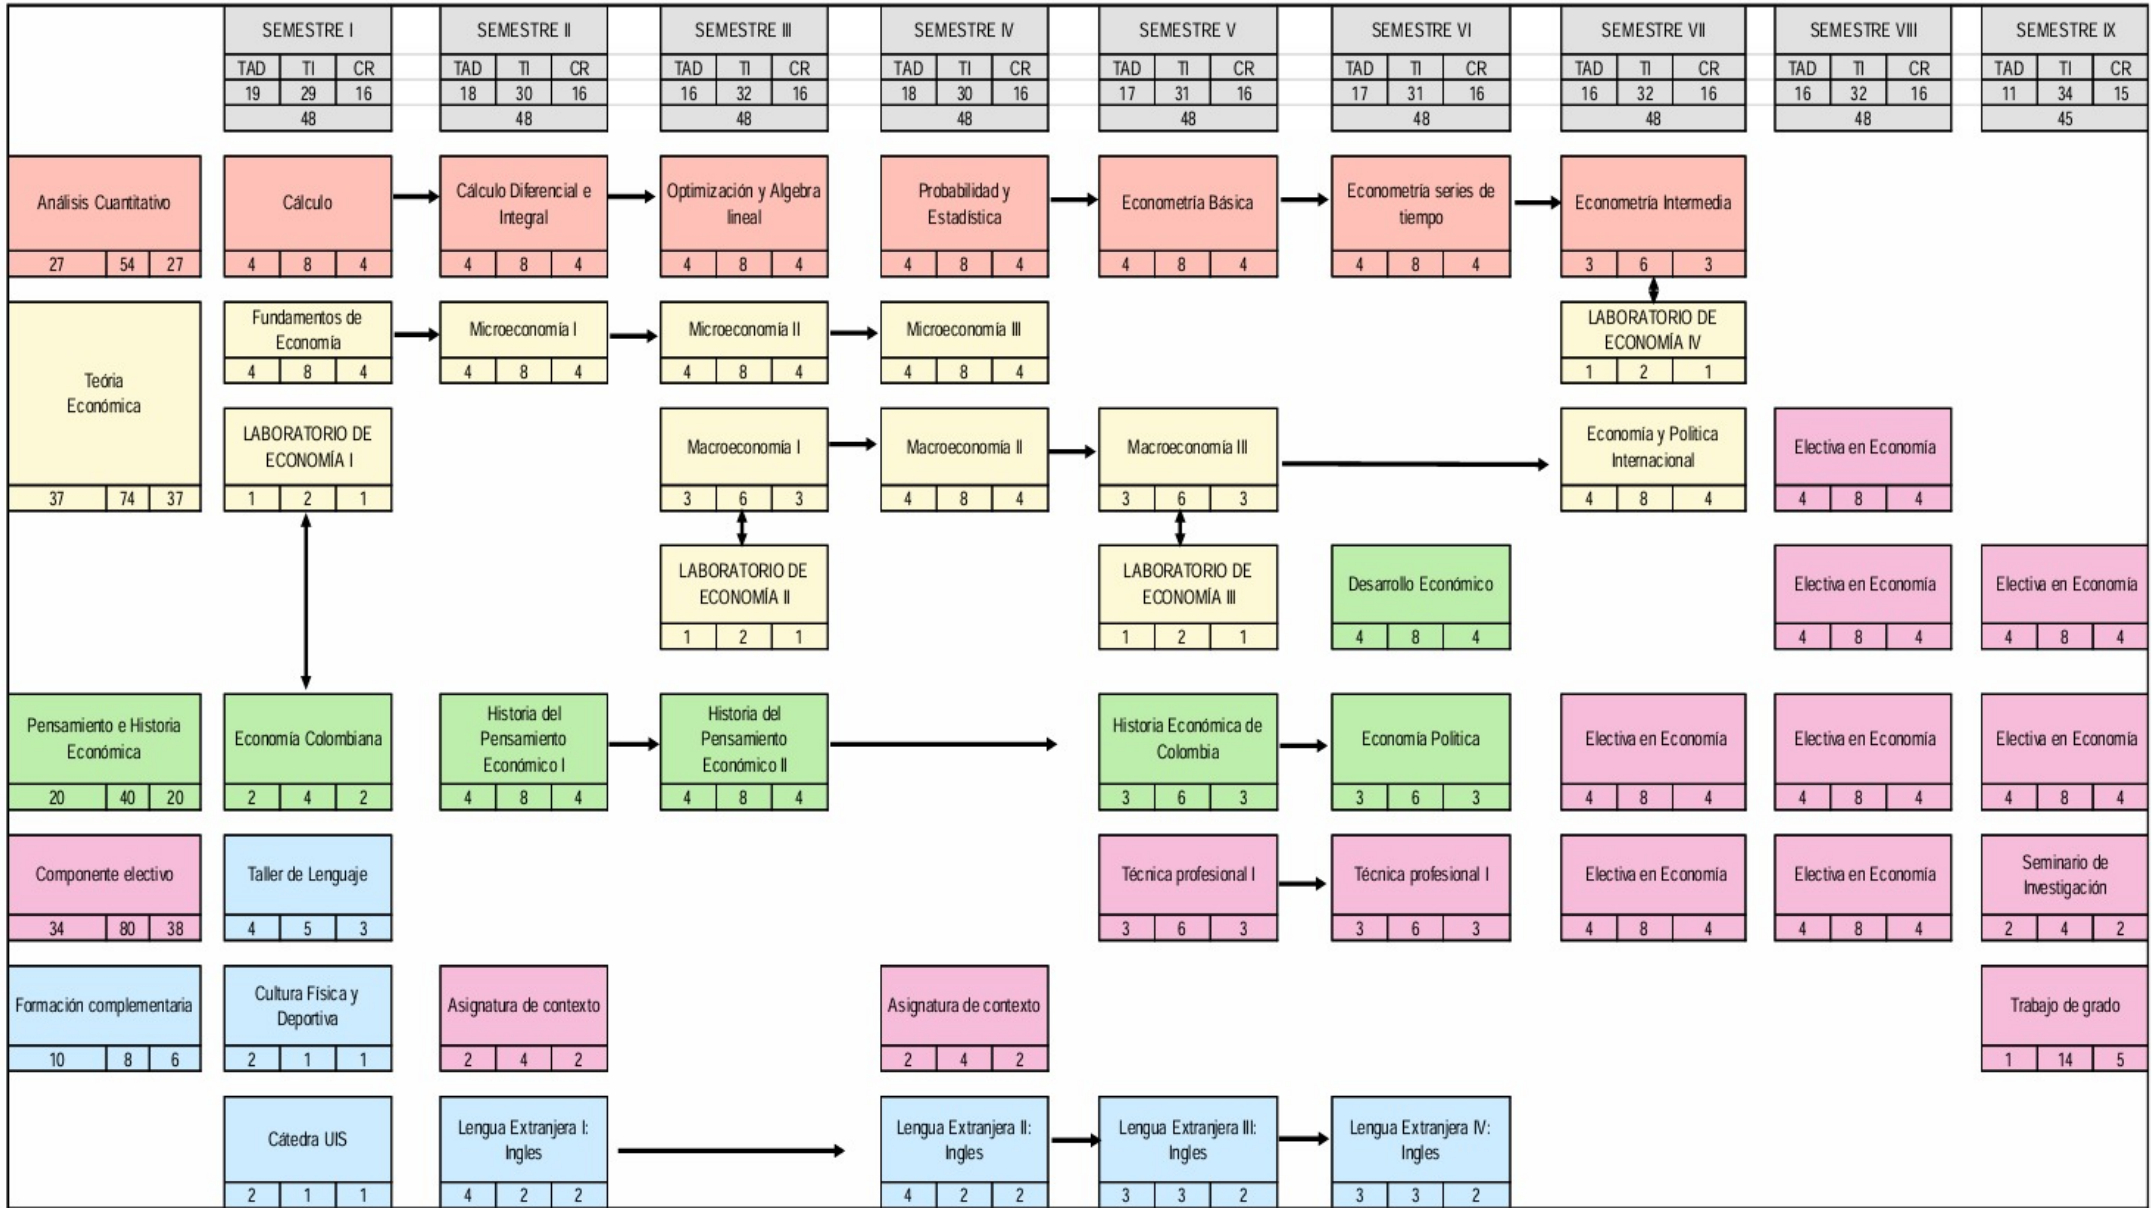 SEMESTRE I SEMESTRE II SEMESTRE III SEMESTRE IV SEMESTRE V SEMESTRE VI SEMESTRE VII SEMESTRE VIII SEMESTRE IX
TAD TI CR TAD TI CR TAD TI CR TAD TI CR TAD TI CR TAD TI CR TAD TI CR TAD TI CR TAD TI CR
19 29 16 18 30 16 16 32 16 18 30 16 17 31 16 17 31 16 16 32 16 16 32 16 11 34 15
48 48 48 48 48 48 48 48 45
Análisis Cuantitativo
27 54 27
Cálculo
4 8 4
Cálculo Diferencial e
Integral
4 8 4
Optimización y Algebra
lineal
4 8 4
Probabilidad y
Estadística
4 8 4
Econometría Básica
4 8 4
Econometría series de
tiempo
4 8 4
Econometría Intermedia
3 6 3
Teória
Económica
37 74 37
Fundamentos de
Economía
4 8 4
Microeconomía I
4 8 4
Microeconomía II
4 8 4
Microeconomía III
4 8 4
LABORATORIO DE
ECONOMÍA IV
1 2 1
LABORATORIO DE
ECONOMÍA I
1 2 1
Macroeconomía I
3 6 3
Macroeconomía II
4 8 4
Macroeconomía III
3 6 3
Economía y Politica
Internacional
4 8 4
Electiva en Economía
4 8 4
LABORATORIO DE
ECONOMÍA II
1 2 1
LABORATORIO DE
ECONOMÍA III
1 2 1
Desarrollo Económico
4 8 4
Electiva en Economía
4 8 4
Electiva en Economía
4 8 4
Pensamiento e Historia
Económica
20 40 20
Economía Colombiana
2 4 2
Historia del
Pensamiento
Económico I
4 8 4
Historia del
Pensamiento
Económico II
4 8 4
Historia Económica de
Colombia
3 6 3
Economía Politica
3 6 3
Electiva en Economía
4 8 4
Electiva en Economía
4 8 4
Electiva en Economía
4 8 4
Componente electivo
34 80 38
Taller de Lenguaje
4 5 3
Técnica profesional I
3 6 3
Técnica profesional I
3 6 3
Electiva en Economía
4 8 4
Electiva en Economía
4 8 4
Seminario de
Investigación
2 4 2
Formación complementaria
10 8 6
Cultura Física y
Deportiva
2 1 1
Asignatura de contexto
2 4 2
Asignatura de contexto
2 4 2
Trabajo de grado
1 14 5
Cátedra UIS
2 1 1
Lengua Extranjera I:
Ingles
4 2 2
Lengua Extranjera II:
Ingles
4 2 2
Lengua Extranjera III:
Ingles
3 3 2
Lengua Extranjera IV:
Ingles
3 3 2